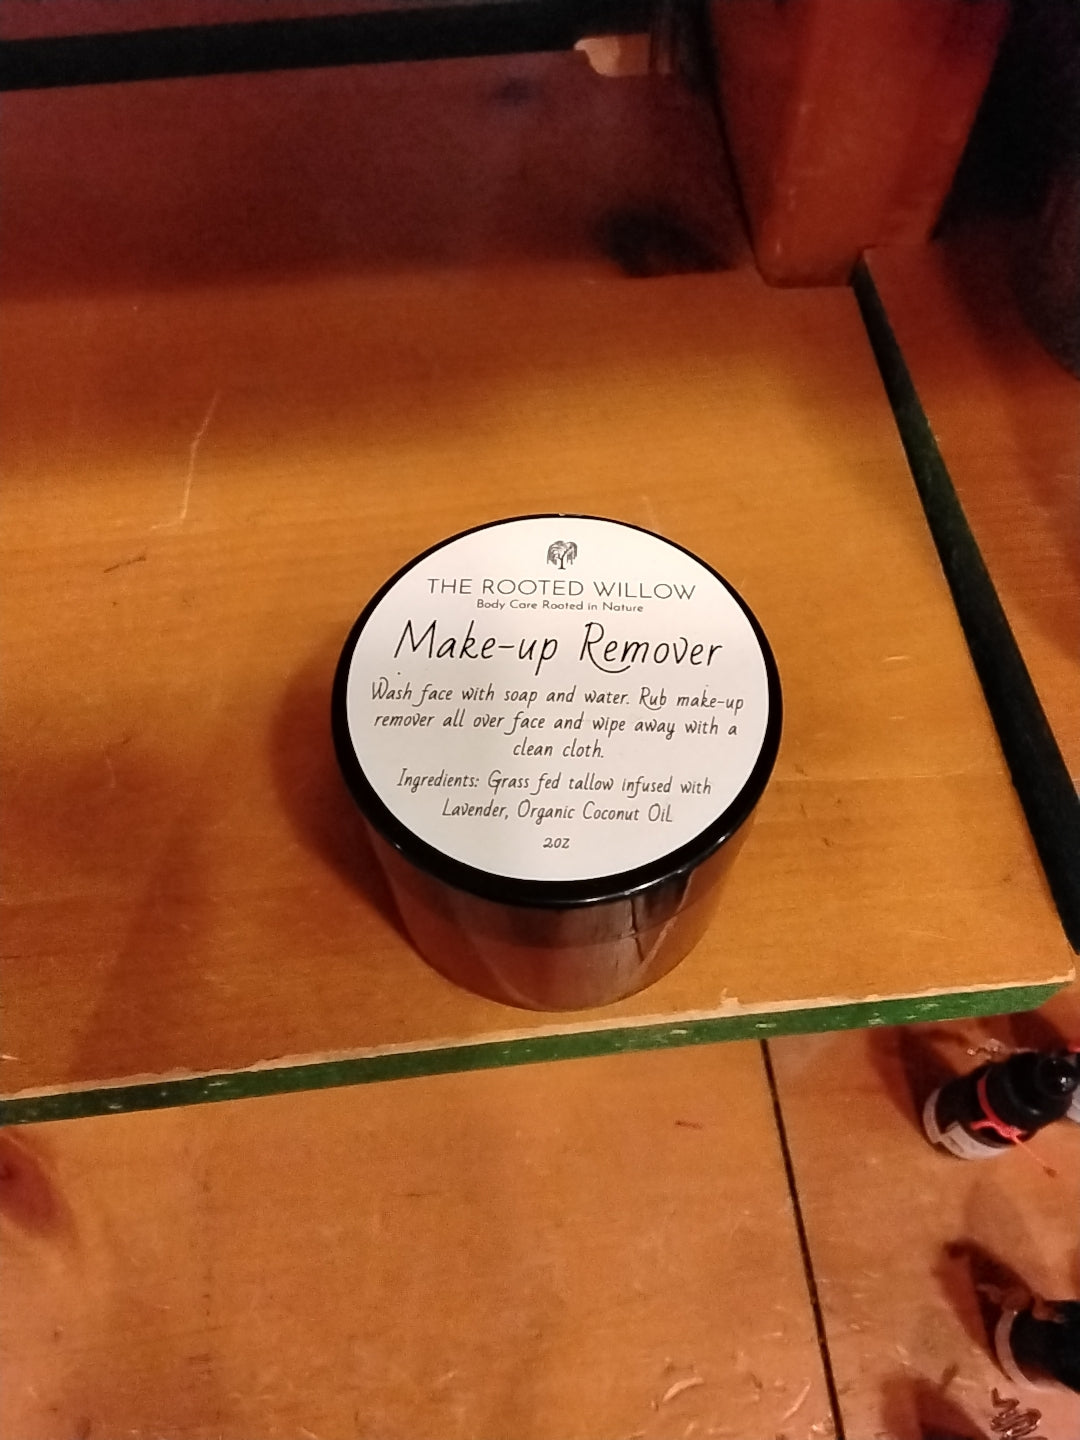 THE ROOTED WILLOW
Body Care Rooted in Nature
Make-up Remover
Wash face with soap and water. Rub make-up
remover all over face and wipe away with a
clean cloth.
Ingredients: Grass fed tallow infused with
Lavender, Organic Coconut Oil
2oz